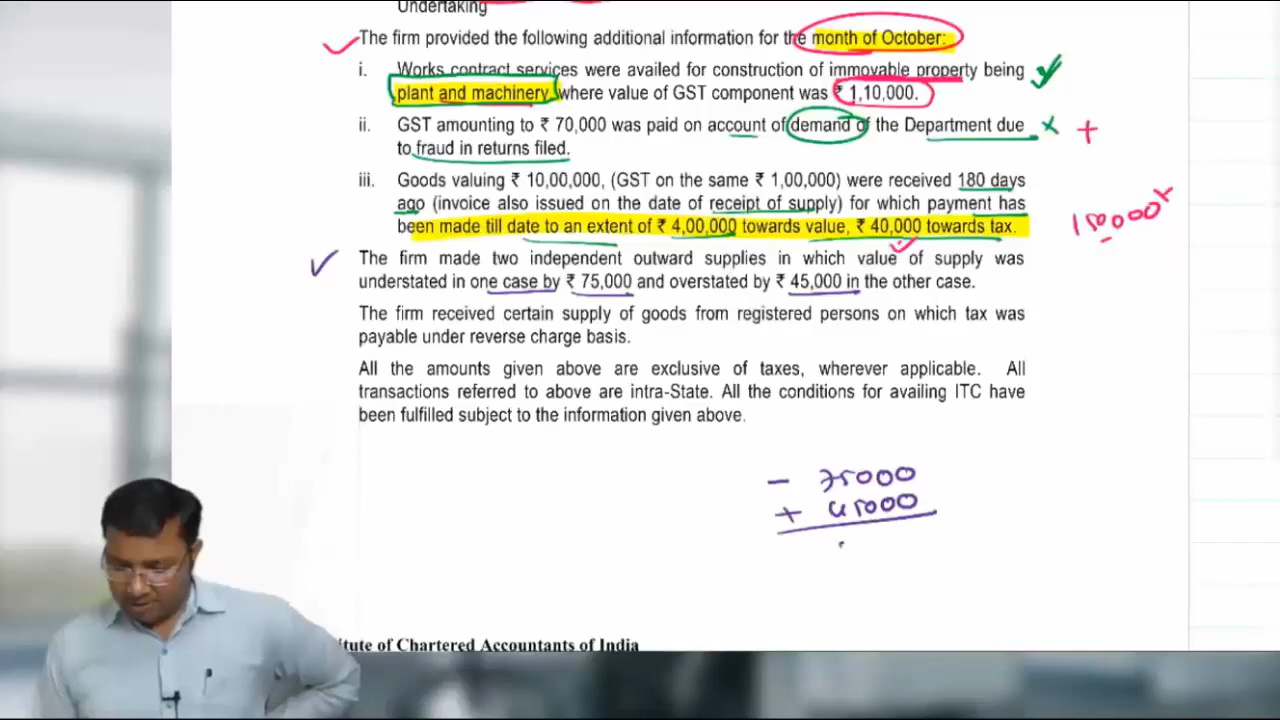 Undertaking
The firm provided the following additional information for the month of October:
i. Works contract services were availed for construction of immovable property being
plant and machinery, where value of GST component was ₹ 1,10,000.
ii. GST amounting to ₹ 70,000 was paid on account of demand of the Department due
to fraud in returns filed.
iii. Goods valuing ₹ 10,00,000, (GST on the same ₹ 1,00,000) were received 180 days
ago (invoice also issued on the date of receipt of supply) for which payment has
been made till date to an extent of ₹ 4,00,000 towards value, ₹ 40,000 towards tax.
150000
The firm made two independent outward supplies in which value of supply was
understated in one case by ₹ 75,000 and overstated by ₹ 45,000 in the other case.
The firm received certain supply of goods from registered persons on which tax was
payable under reverse charge basis.
All the amounts given above are exclusive of taxes, wherever applicable. All
transactions referred to above are intra-State. All the conditions for availing ITC have
been fulfilled subject to the information given above.
- 75000
+ 45000
itute of Chartered Accountants of India